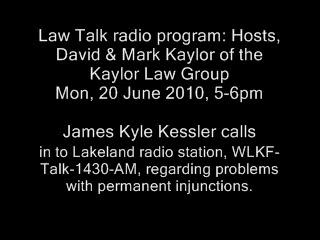 Law Talk radio program: Hosts,
David & Mark Kaylor of the
Kaylor Law Group
Mon, 20 June 2010, 5-6pm
James Kyle Kessler calls
in to Lakeland radio station, WLKF-
Talk-1430-AM, regarding problems
with permanent injunctions.